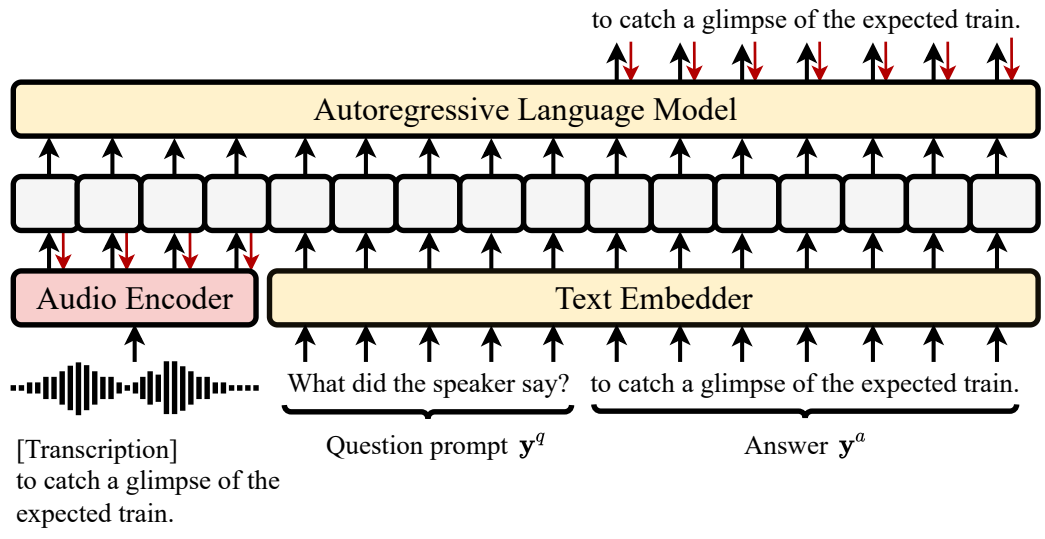 to catch a glimpse of the expected train.
Autoregressive Language Model
Audio Encoder
Text Embedder
What did the speaker say? to catch a glimpse of the expected train.
Question prompt y^q
Answer y^a
[Transcription]
to catch a glimpse of the
expected train.